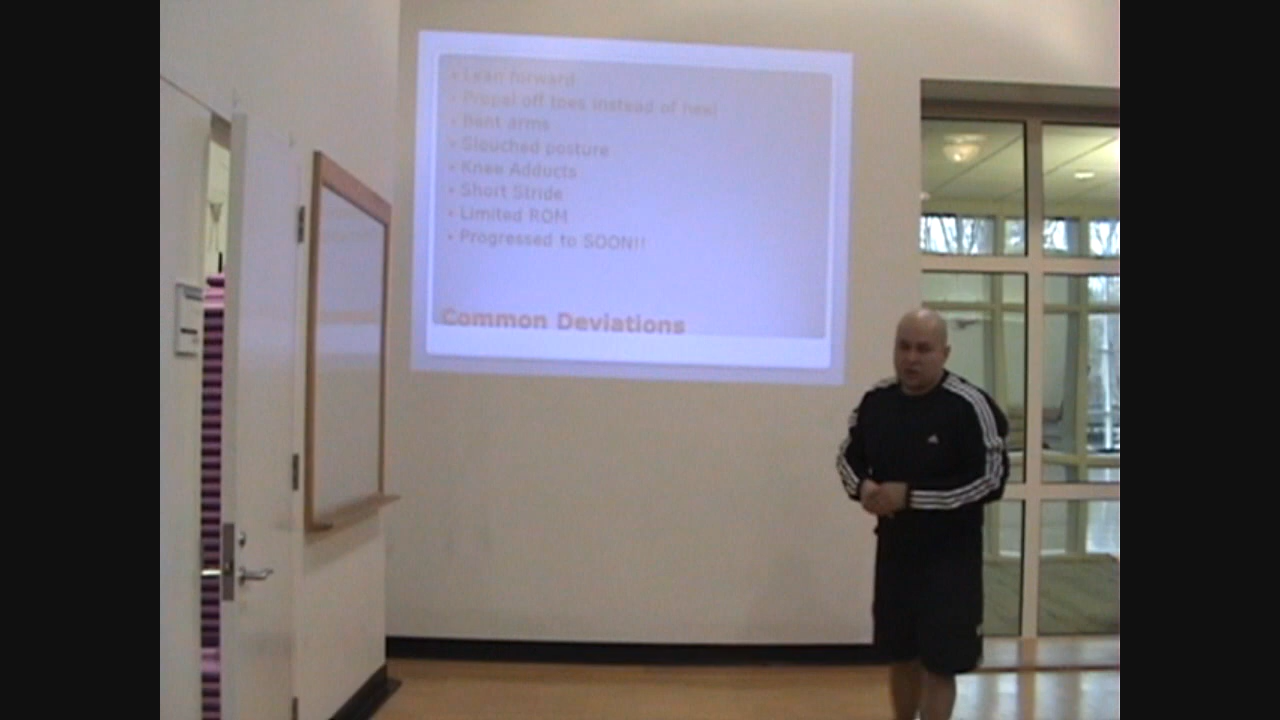 • Lean forward
• Propel off toes instead of heel
• Bent arms
• Slouched posture
• Knee Adducts
• Short Stride
• Limited ROM
• Progressed to SOON!!
Common Deviations